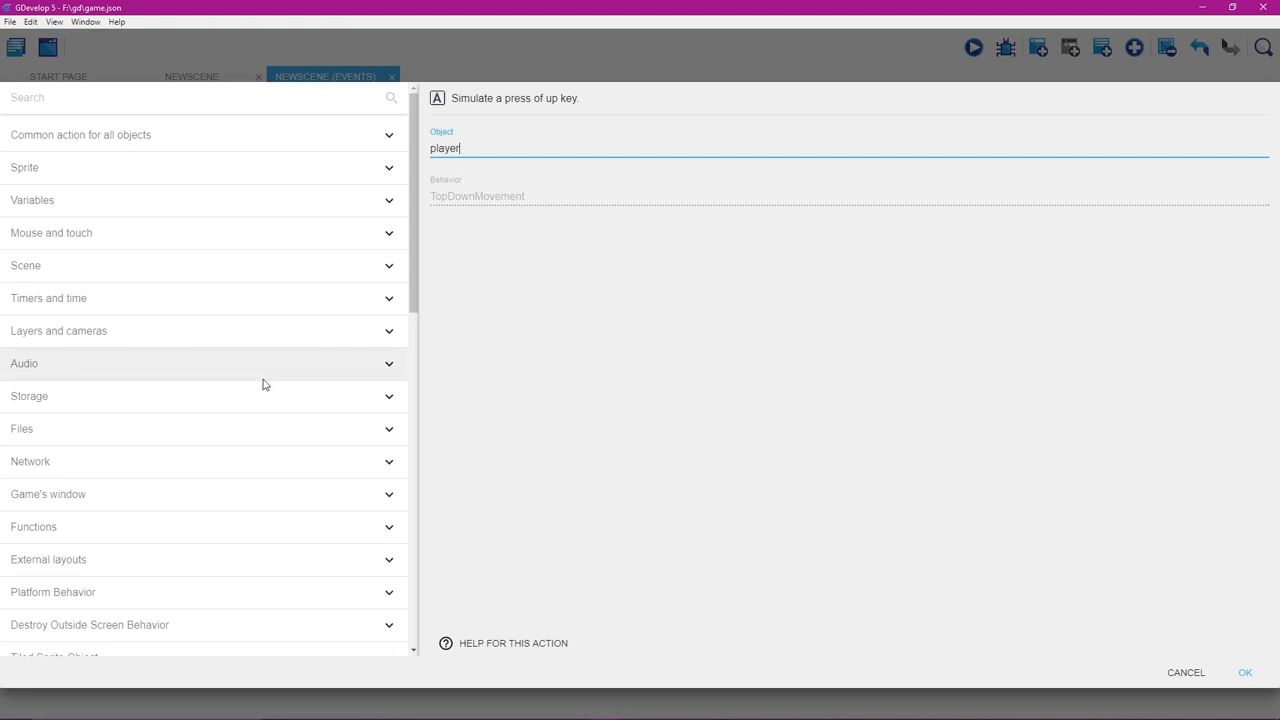 GDevelop 5 - F:\gd\game.json
File Edit View Window Help
START PAGE NEWSCENE NEWSCENE (EVENTS)
Search
Common action for all objects
Sprite
Variables
Mouse and touch
Scene
Timers and time
Layers and cameras
Audio
Storage
Files
Network
Game's window
Functions
External layouts
Platform Behavior
Destroy Outside Screen Behavior
Tiled Sprite Object
A Simulate a press of up key.
Object
player
Behavior
TopDownMovement
? HELP FOR THIS ACTION
CANCEL OK